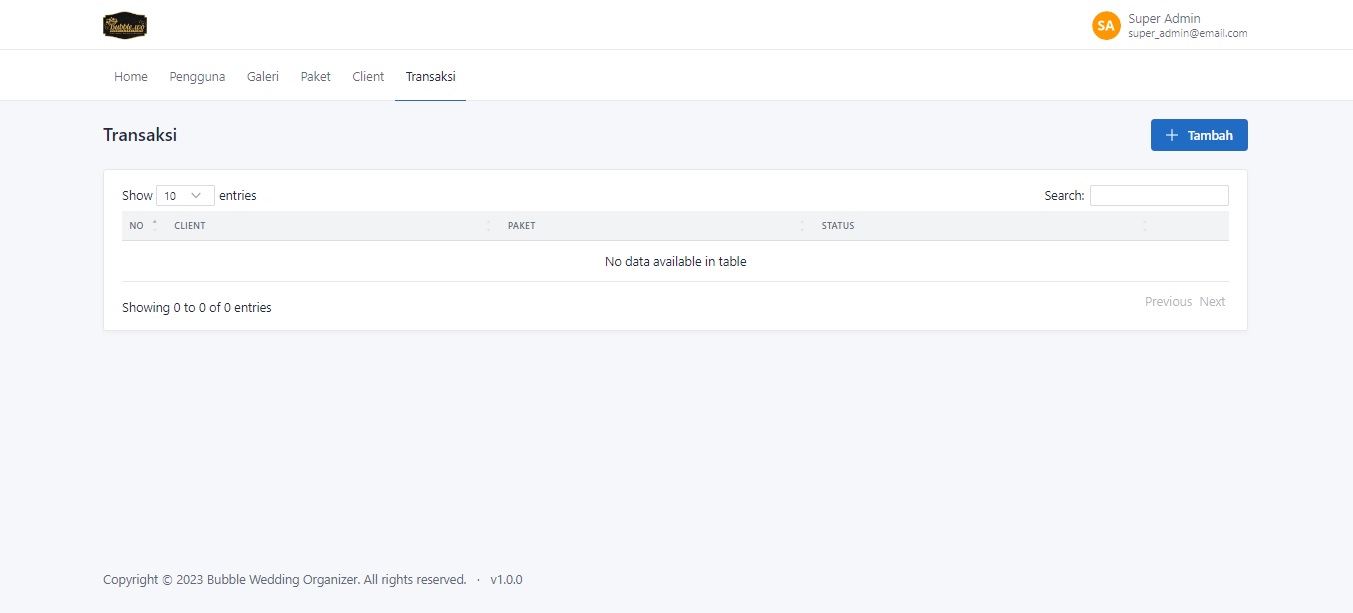 Bubble.wo
SA
Super Admin
super_admin@email.com
Home Pengguna Galeri Paket Client Transaksi
Transaksi
Tambah
Show 10 entries
Search:
NO CLIENT PAKET STATUS
No data available in table
Showing 0 to 0 of 0 entries
Previous Next
Copyright © 2023 Bubble Wedding Organizer. All rights reserved. · v1.0.0